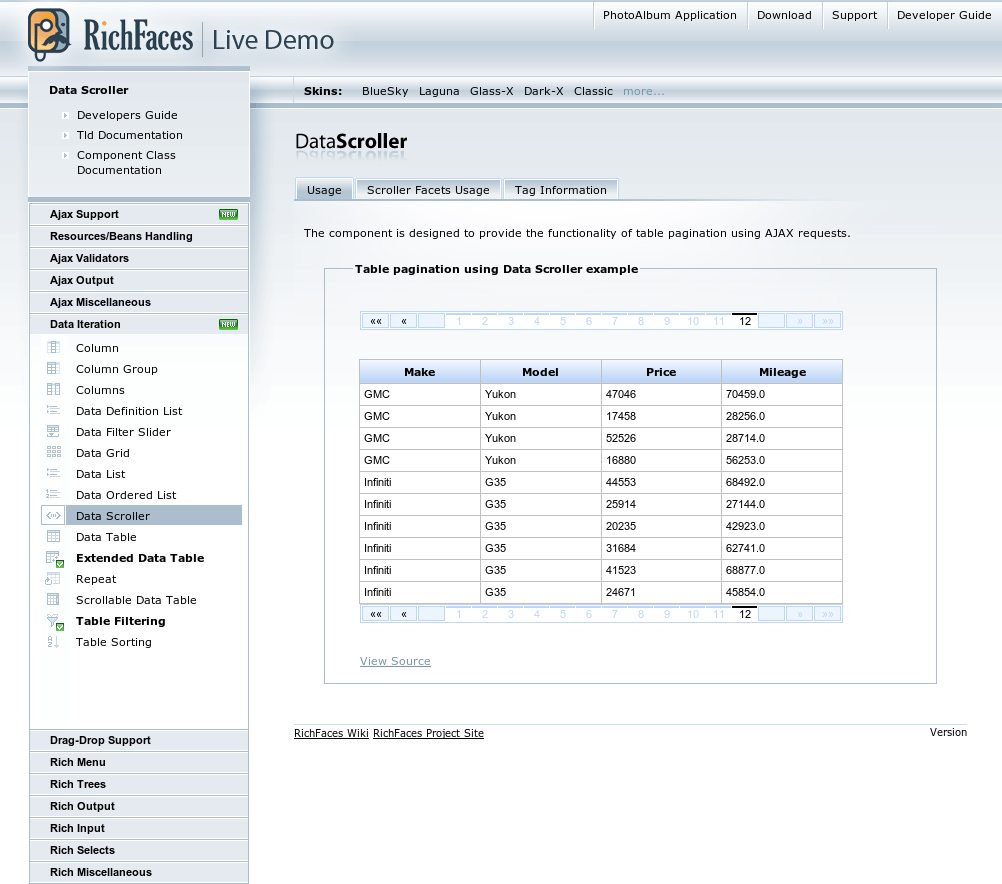 RichFaces Live Demo
PhotoAlbum Application Download Support Developer Guide
Skins: BlueSky Laguna Glass-X Dark-X Classic more...
Data Scroller
Developers Guide
Tld Documentation
Component Class
Documentation
Ajax Support NEW
Resources/Beans Handling
Ajax Validators
Ajax Output
Ajax Miscellaneous
Data Iteration NEW
Column
Column Group
Columns
Data Definition List
Data Filter Slider
Data Grid
Data List
Data Ordered List
Data Scroller
Data Table
Extended Data Table
Repeat
Scrollable Data Table
Table Filtering
Table Sorting
Drag-Drop Support
Rich Menu
Rich Trees
Rich Output
Rich Input
Rich Selects
Rich Miscellaneous
DataScroller
Usage Scroller Facets Usage Tag Information
The component is designed to provide the functionality of table pagination using AJAX requests.
Table pagination using Data Scroller example
«« « 1 2 3 4 5 6 7 8 9 10 11 12 » »»
Make Model Price Mileage
GMC Yukon 47046 70459.0
GMC Yukon 17458 28256.0
GMC Yukon 52526 28714.0
GMC Yukon 16880 56253.0
Infiniti G35 44553 68492.0
Infiniti G35 25914 27144.0
Infiniti G35 20235 42923.0
Infiniti G35 31684 62741.0
Infiniti G35 41523 68877.0
Infiniti G35 24671 45854.0
«« « 1 2 3 4 5 6 7 8 9 10 11 12 » »»
View Source
RichFaces Wiki RichFaces Project Site Version